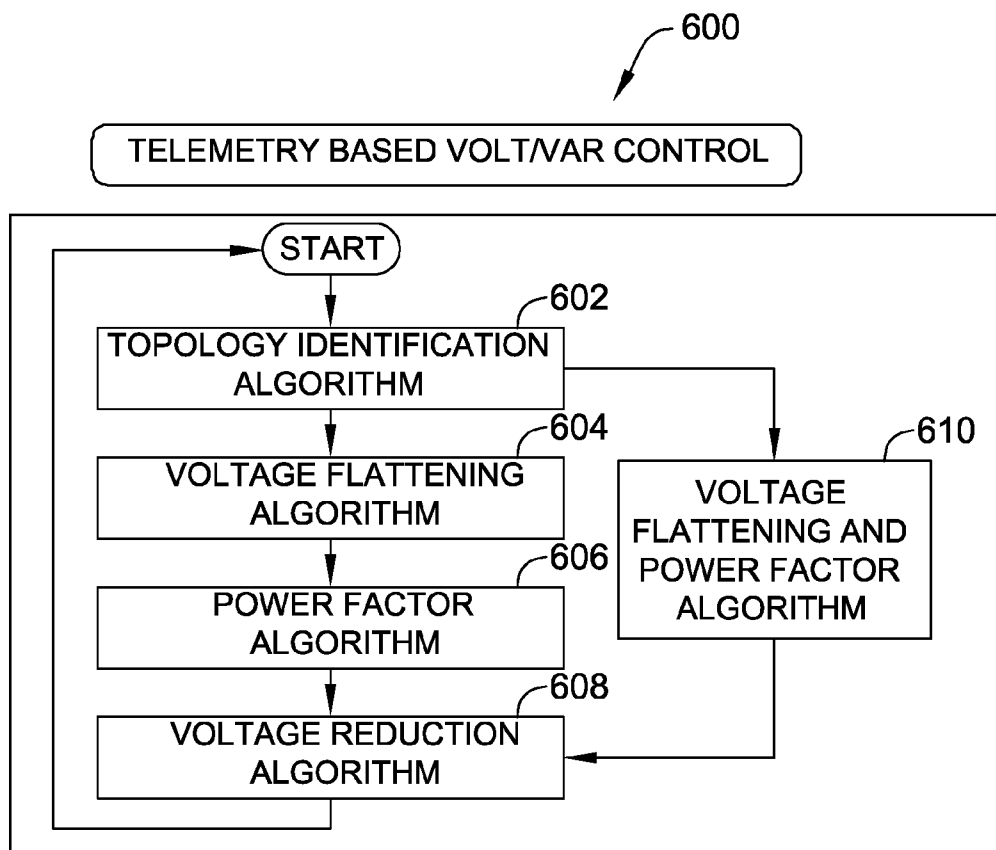 600
TELEMETRY BASED VOLT/VAR CONTROL
START
602
TOPOLOGY IDENTIFICATION
ALGORITHM
604
VOLTAGE FLATTENING
ALGORITHM
606
POWER FACTOR
ALGORITHM
608
VOLTAGE REDUCTION
ALGORITHM
610
VOLTAGE
FLATTENING AND
POWER FACTOR
ALGORITHM